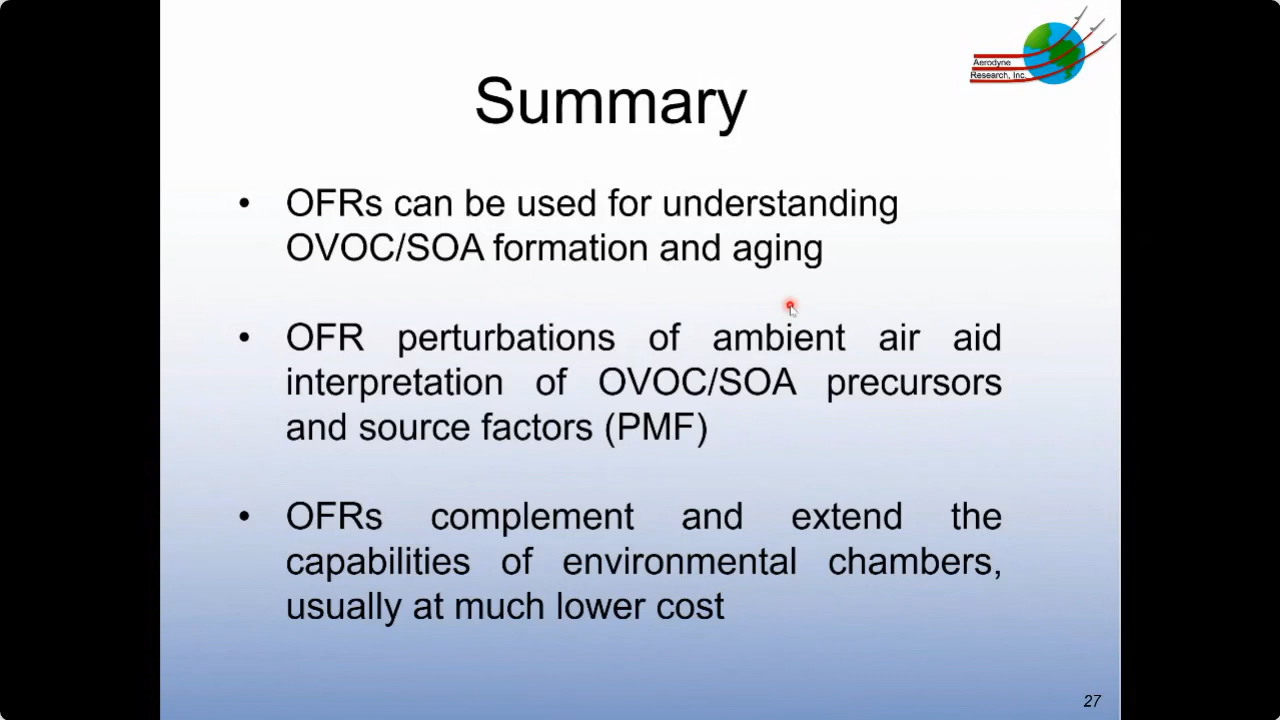 Aerodyne
Research, Inc.
Summary
• OFRs can be used for understanding
OVOC/SOA formation and aging
• OFR perturbations of ambient air aid
interpretation of OVOC/SOA precursors
and source factors (PMF)
• OFRs complement and extend the
capabilities of environmental chambers,
usually at much lower cost
27